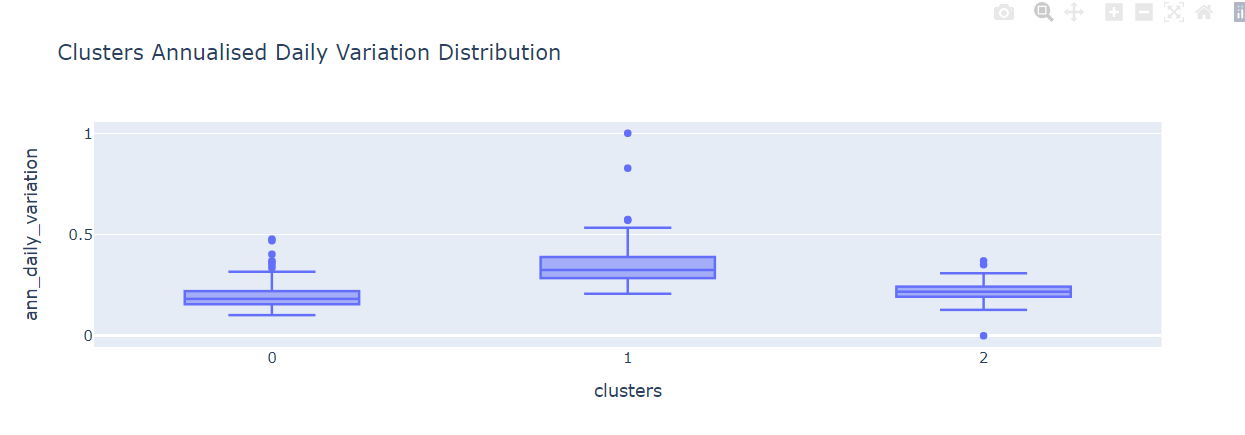 Clusters Annualised Daily Variation Distribution
ann_daily_variation
1
0.5
0
0
1
2
clusters